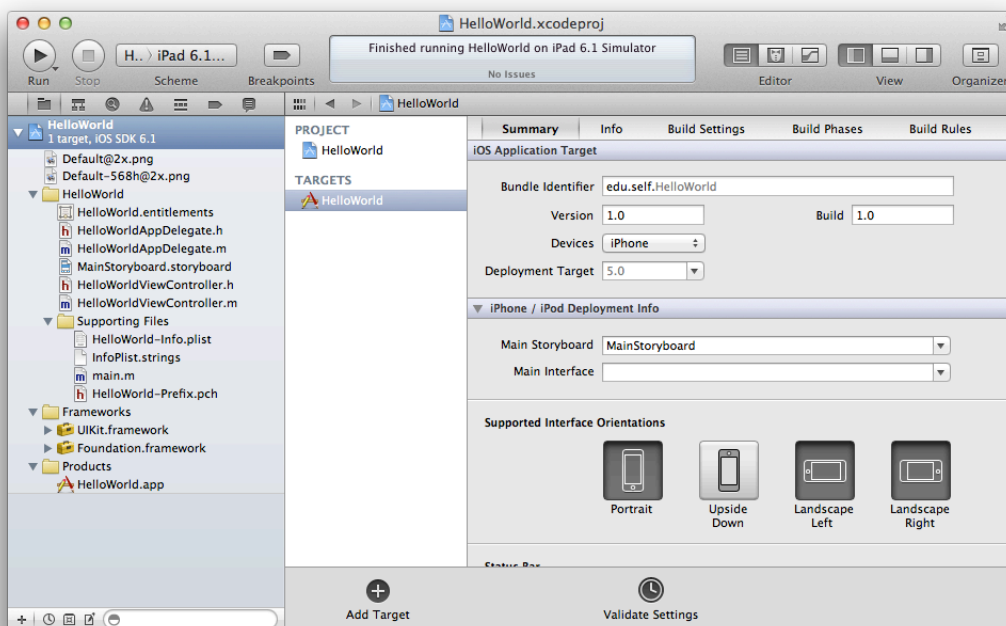 HelloWorld.xcodeproj
Finished running HelloWorld on iPad 6.1 Simulator
No Issues
H.. › iPad 6.1...
Run
Stop
Scheme
Breakpoints
Editor
View
Organizer
HelloWorld
HelloWorld
1 target, iOS SDK 6.1
Default@2x.png
Default-568h@2x.png
HelloWorld
HelloWorld.entitlements
HelloWorldAppDelegate.h
HelloWorldAppDelegate.m
MainStoryboard.storyboard
HelloWorldViewController.h
HelloWorldViewController.m
Supporting Files
HelloWorld-Info.plist
InfoPlist.strings
main.m
HelloWorld-Prefix.pch
Frameworks
UIKit.framework
Foundation.framework
Products
HelloWorld.app
PROJECT
HelloWorld
TARGETS
HelloWorld
Summary Info Build Settings Build Phases Build Rules
iOS Application Target
Bundle Identifier edu.self.HelloWorld
Version 1.0 Build 1.0
Devices iPhone
Deployment Target 5.0
iPhone / iPod Deployment Info
Main Storyboard MainStoryboard
Main Interface
Supported Interface Orientations
Portrait
Upside Down
Landscape Left
Landscape Right
Status Bar
Add Target
Validate Settings